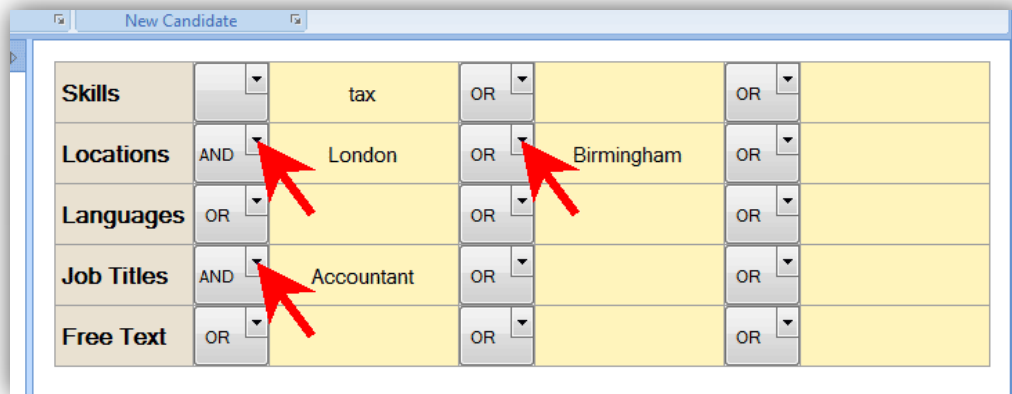 New Candidate
Skills tax OR OR
Locations AND London OR Birmingham OR
Languages OR OR OR
Job Titles AND Accountant OR OR
Free Text OR OR OR